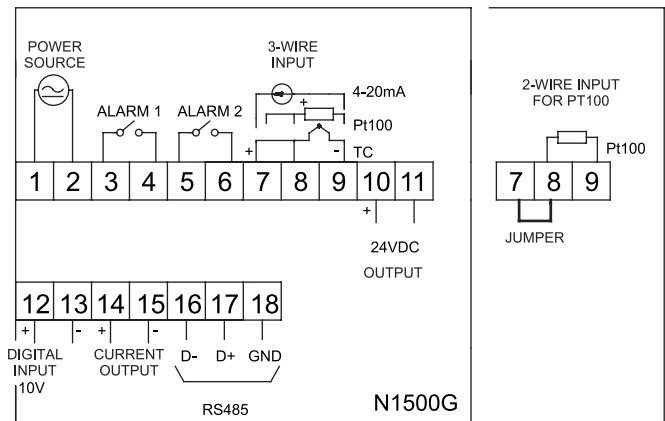 POWER
SOURCE
3-WIRE
INPUT
ALARM 1
ALARM 2
4-20mA
+
Pt100
+
-
TC
1 2 3 4 5 6 7 8 9 10 11
+
24VDC
OUTPUT
2-WIRE INPUT
FOR PT100
Pt100
7 8 9
JUMPER
12 13 14 15 16 17 18
+ - + -
DIGITAL
INPUT
10V
CURRENT
OUTPUT
D- D+ GND
RS485
N1500G